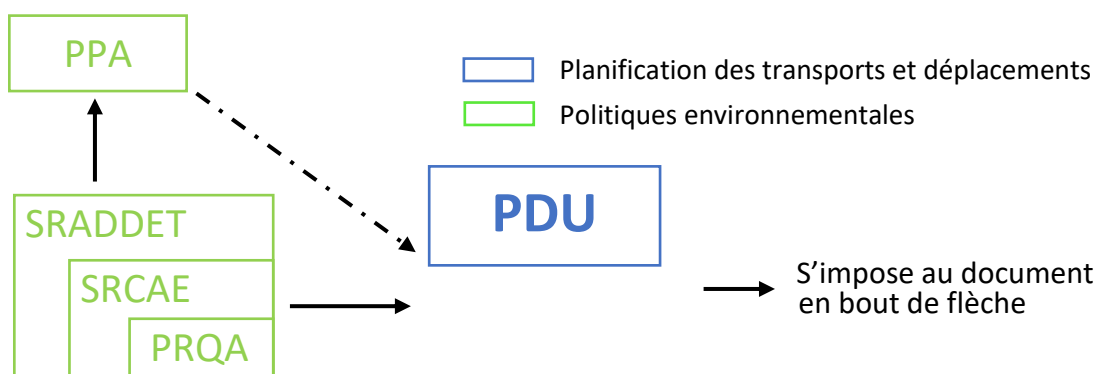 PPA
Planification des transports et déplacements
Politiques environnementales
PDU
SRADDET
SRCAE
PRQA
S’impose au document
en bout de flèche